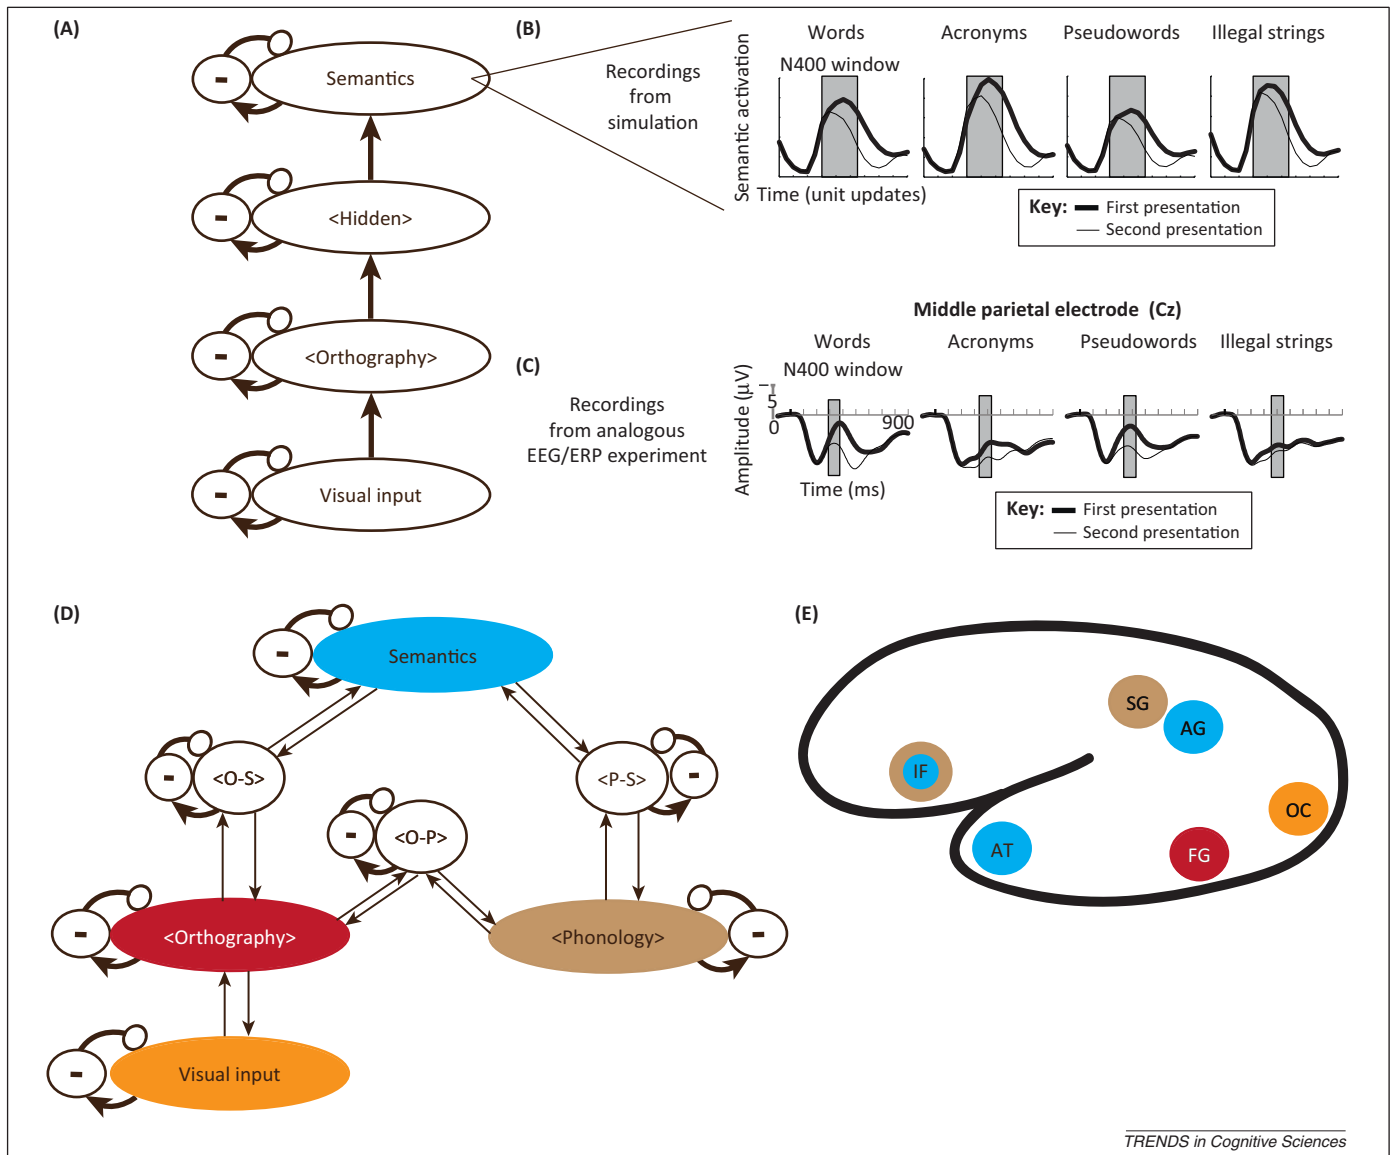 (A)
-
Semantics
-
<Hidden>
-
<Orthography>
-
Visual input
(B)
Recordings
from
simulation
Words
Acronyms
Pseudowords
Illegal strings
N400 window
Semantic activation
Time (unit updates)
Key: First presentation
Second presentation
(C)
Recordings
from analogous
EEG/ERP experiment
Middle parietal electrode (Cz)
Words
Acronyms
Pseudowords
Illegal strings
N400 window
Amplitude (μV)
–
5
0
900
Time (ms)
Key: First presentation
Second presentation
(D)
-
Semantics
-
<O-S>
<P-S>
-
-
<O-P>
-
<Orthography>
<Phonology>
-
-
Visual input
(E)
SG
AG
IF
OC
AT
FG
TRENDS in Cognitive Sciences